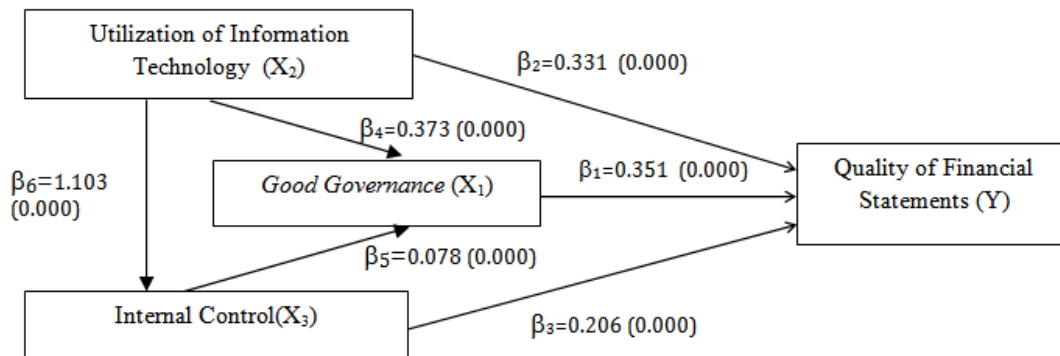 Utilization of Information
Technology (X₂)
β₂=0.331 (0.000)
β₄=0.373 (0.000)
β₆=1.103
(0.000)
Good Governance (X₁)
β₁=0.351 (0.000)
Quality of Financial
Statements (Y)
β₅=0.078 (0.000)
Internal Control(X₃)
β₃=0.206 (0.000)